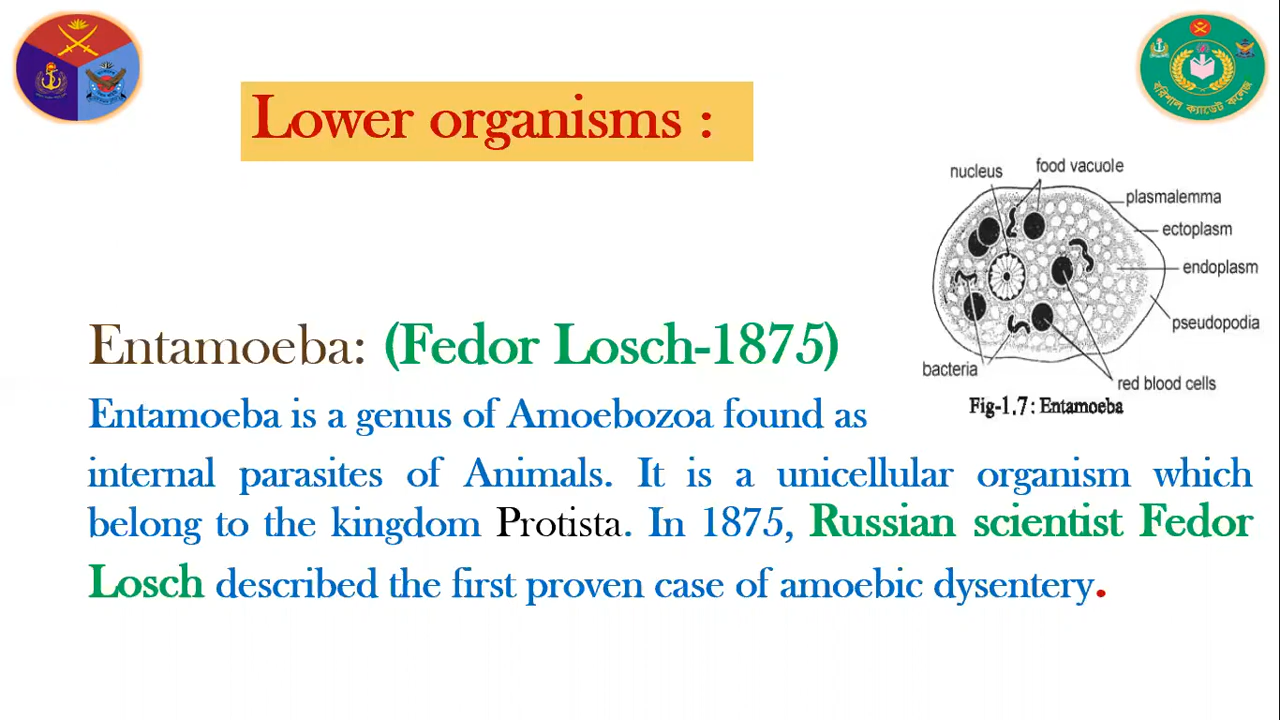 বরিশাল ক্যাডেট কলেজ
Lower organisms :
nucleus
food vacuole
plasmalemma
ectoplasm
endoplasm
pseudopodia
bacteria
red blood cells
Fig-1.7: Entamoeba
Entamoeba: (Fedor Losch-1875)
Entamoeba is a genus of Amoebozoa found as
internal parasites of Animals. It is a unicellular organism which
belong to the kingdom Protista. In 1875, Russian scientist Fedor
Losch described the first proven case of amoebic dysentery.